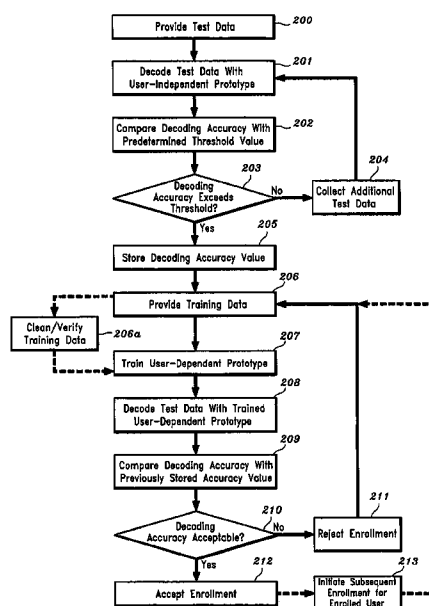 Provide Test Data
200
Decode Test Data With
User-Independent Prototype
201
Compare Decoding Accuracy With
Predetermined Threshold Value
202
Decoding
Accuracy Exceeds
Threshold?
203
No
Yes
Collect Additional
Test Data
204
Store Decoding Accuracy Value
205
Provide Training Data
206
Clean/Verify
Training Data
206a
Train User-Dependent Prototype
207
Decode Test Data With Trained
User-Dependent Prototype
208
Compare Decoding Accuracy With
Previously Stored Accuracy Value
209
Decoding
Accuracy Acceptable?
210
No
Yes
Reject Enrollment
211
Accept Enrollment
212
Initiate Subsequent
Enrollment for
Enrolled User
213